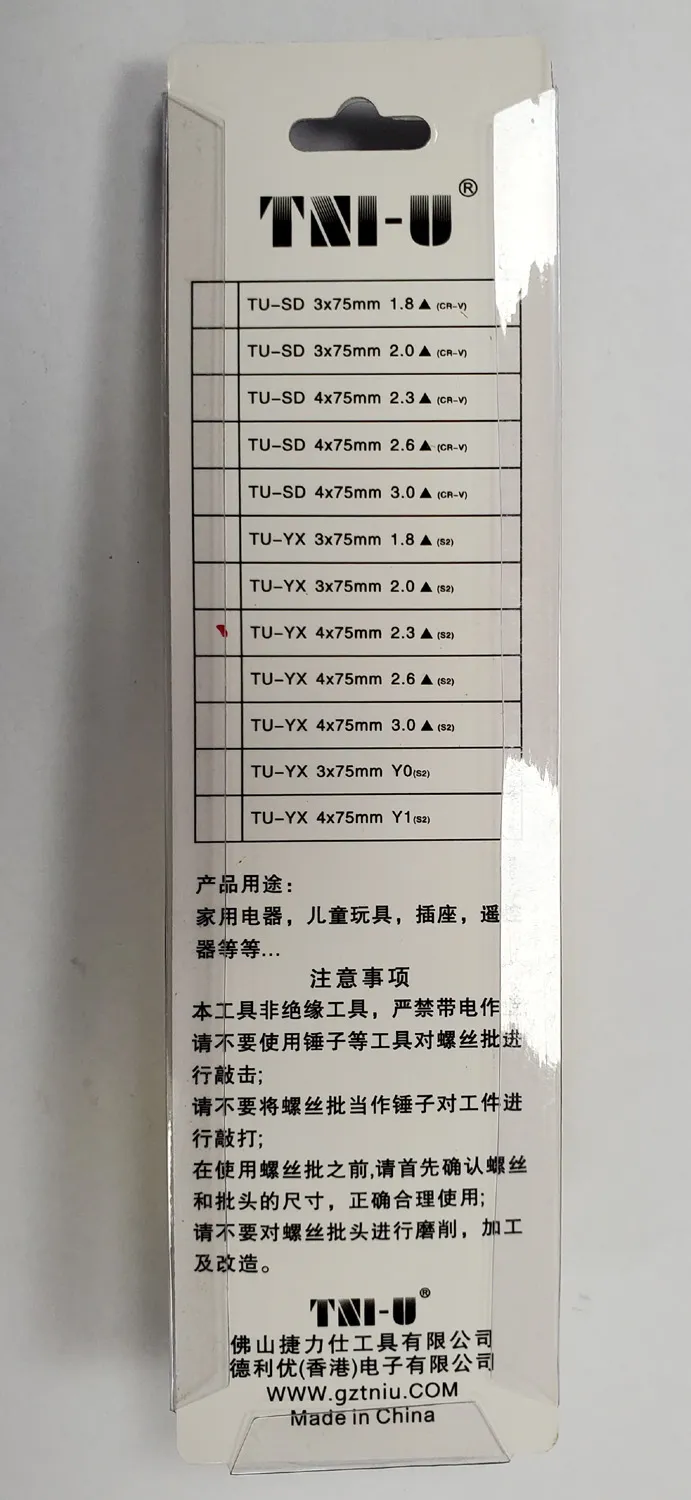 TNI-U®
TU-SD 3x75mm 1.8▲(CR-V)
TU-SD 3x75mm 2.0▲(CR-V)
TU-SD 4x75mm 2.3▲(CR-V)
TU-SD 4x75mm 2.6▲(CR-V)
TU-SD 4x75mm 3.0▲(CR-V)
TU-YX 3x75mm 1.8▲(S2)
TU-YX 3x75mm 2.0▲(S2)
TU-YX 4x75mm 2.3▲(S2)
TU-YX 4x75mm 2.6▲(S2)
TU-YX 4x75mm 3.0▲(S2)
TU-YX 3x75mm Y0(S2)
TU-YX 4x75mm Y1(S2)
产品用途：
家用电器，儿童玩具，插座，遥
器等等...
注意事项
本工具非绝缘工具，严禁带电作
请不要使用锤子等工具对螺丝批进
行敲击;
请不要将螺丝批当作锤子对工件进
行敲打;
在使用螺丝批之前,请首先确认螺丝
和批头的尺寸，正确合理使用;
请不要对螺丝批头进行磨削，加工
及改造。
TNI-U®
佛山捷力仕工具有限公司
德利优(香港)电子有限公司
WWW.gztniu.COM
Made in China